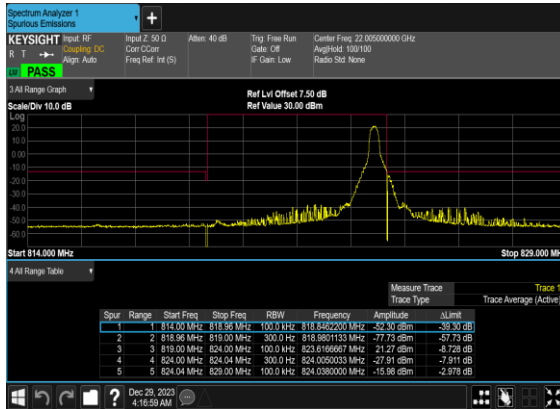 Spectrum Analyzer 1
Spurious Emissions
KEYSIGHT Input: RF Input Z: 50 Ω Atten: 40 dB Trig: Free Run Center Freq: 22.005000000 GHz
R T Coupling: DC Corr CCorr Gate: Off Avg|Hold: 100/100
Align: Auto Freq Ref: Int (S) IF Gain: Low Radio Std: None
PASS
3 All Range Graph
Ref Lvl Offset 7.50 dB
Scale/Div 10.0 dB Ref Value 30.00 dBm
Log
20.0
10.0
0.00
-10.0
-20.0
-30.0
-40.0
-50.0
-60.0
Start 814.000 MHz Stop 829.000 MH
4 All Range Table
Measure Trace Trace 1
Trace Type Trace Average (Active)
Spur Range Start Freq Stop Freq RBW Frequency Amplitude ΔLimit
1 1 814.00 MHz 818.96 MHz 100.0 kHz 818.8462200 MHz -52.30 dBm -39.30 dB
2 2 818.96 MHz 819.00 MHz 300.0 Hz 818.9801133 MHz -77.73 dBm -57.73 dB
3 3 819.00 MHz 824.00 MHz 100.0 kHz 823.6166667 MHz 21.27 dBm -8.728 dB
4 4 824.00 MHz 824.04 MHz 300.0 Hz 824.0050033 MHz -27.91 dBm -7.911 dB
5 5 824.04 MHz 829.00 MHz 100.0 kHz 824.0380000 MHz -15.98 dBm -2.978 dB
Dec 29, 2023
4:16:59 AM